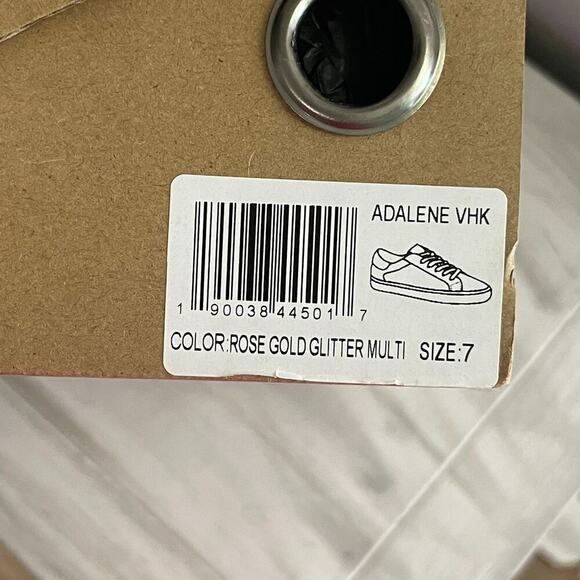 ADALENE VHK
1 90038 44501 7
COLOR:ROSE GOLD GLITTER MULTI SIZE:7